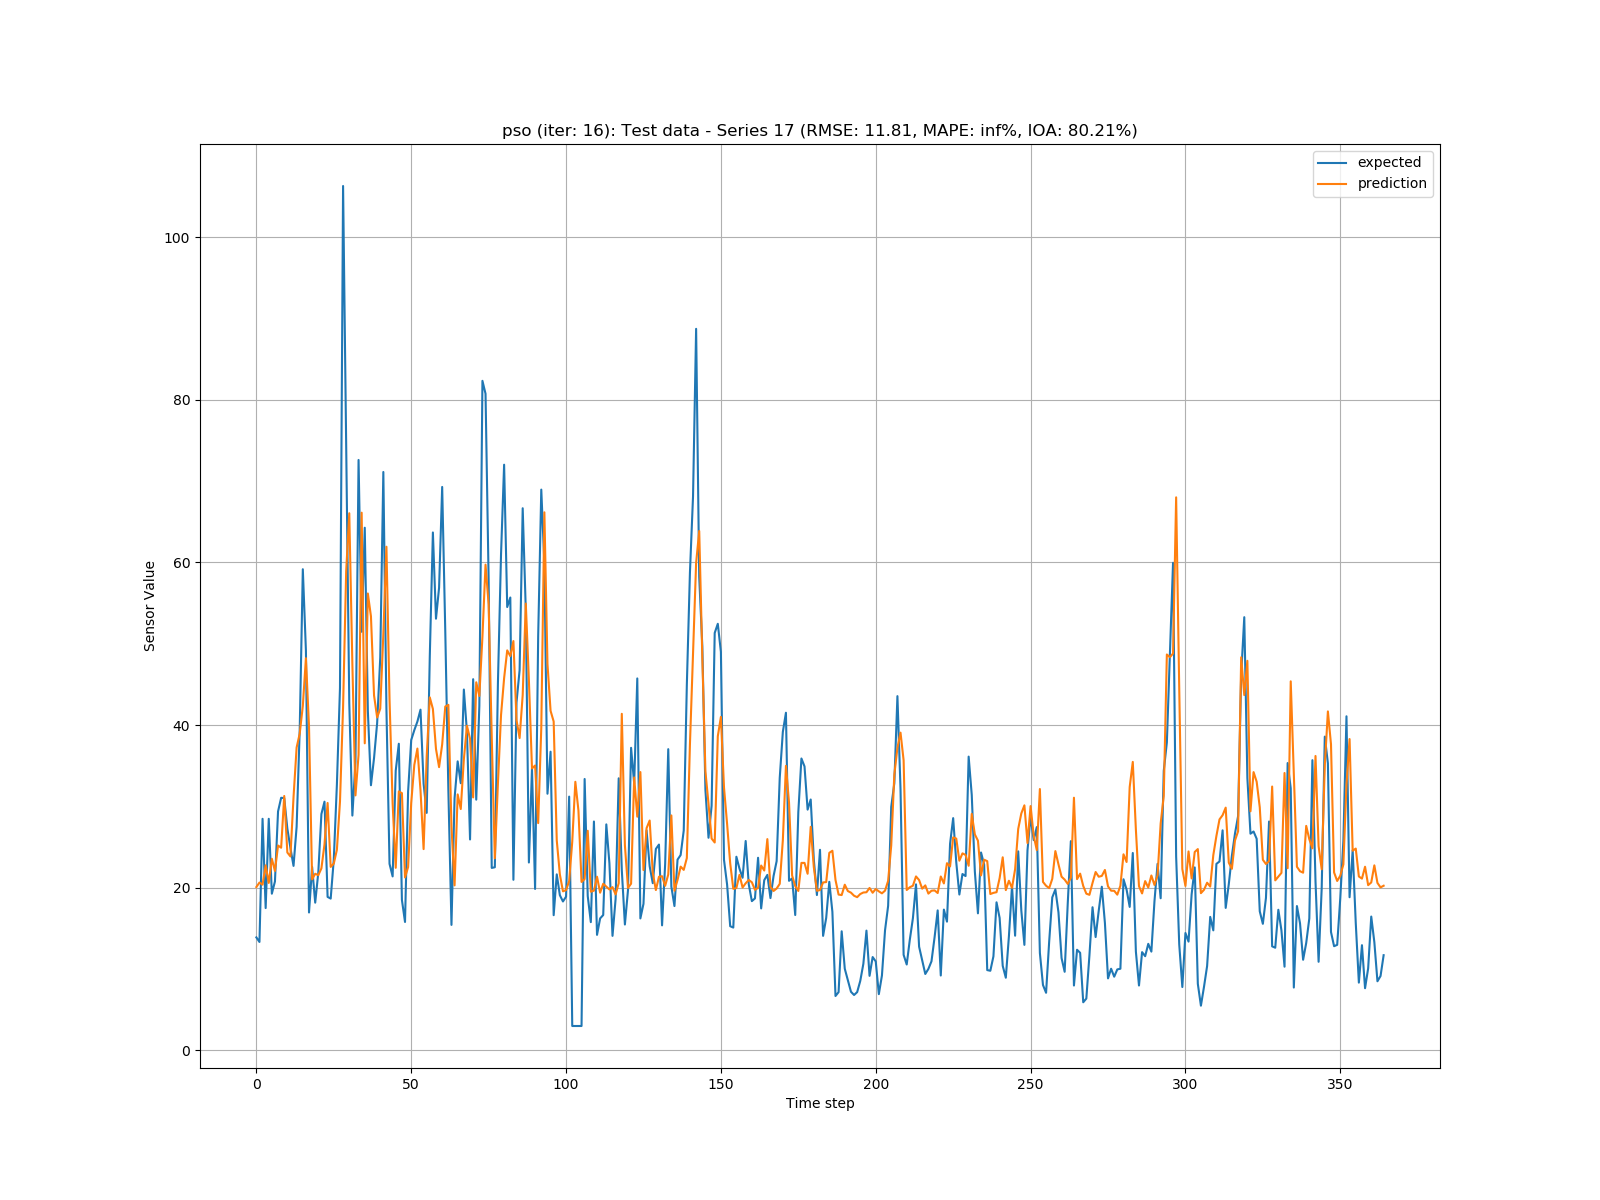 pso (iter: 16): Test data - Series 17 (RMSE: 11.81, MAPE: inf%, IOA: 80.21%)
expected
prediction
100
80
60
40
20
0
Sensor Value
0 50 100 150 200 250 300 350
Time step